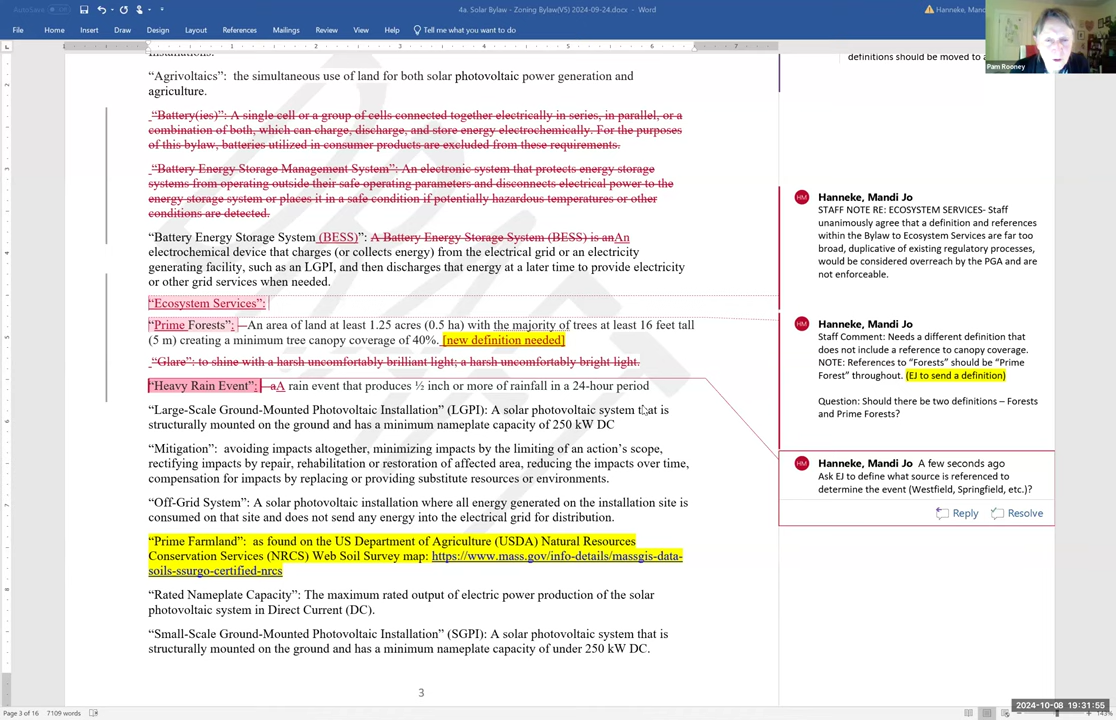 AutoSave
4a. Solar Bylaw - Zoning Bylaw(V5) 2024-09-24.docx - Word
Hanneke, Mandi Jo
Pam Rooney
File Home Insert Draw Design Layout References Mailings Review View Help Tell me what you want to do
installations.
“Agrivoltaics”: the simultaneous use of land for both solar photovoltaic power generation and
agriculture.
“Battery(ies)”: A single cell or a group of cells connected together electrically in series, in parallel, or a
combination of both, which can charge, discharge, and store energy electrochemically. For the purposes
of this bylaw, batteries utilized in consumer products are excluded from these requirements.
“Battery Energy Storage Management System”: An electronic system that protects energy storage
systems from operating outside their safe operating parameters and disconnects electrical power to the
energy storage system or places it in a safe condition if potentially hazardous temperatures or other
conditions are detected.
“Battery Energy Storage System (BESS)”: A Battery Energy Storage System (BESS) is anAn
electrochemical device that charges (or collects energy) from the electrical grid or an electricity
generating facility, such as an LGPI, and then discharges that energy at a later time to provide electricity
or other grid services when needed.
“Ecosystem Services”:
“Prime Forests”: –An area of land at least 1.25 acres (0.5 ha) with the majority of trees at least 16 feet tall
(5 m) creating a minimum tree canopy coverage of 40%. [new definition needed]
“Glare”: to shine with a harsh uncomfortably brilliant light; a harsh uncomfortably bright light.
“Heavy Rain Event”: –aA rain event that produces ½ inch or more of rainfall in a 24-hour period
“Large-Scale Ground-Mounted Photovoltaic Installation” (LGPI): A solar photovoltaic system that is
structurally mounted on the ground and has a minimum nameplate capacity of 250 kW DC
“Mitigation”: avoiding impacts altogether, minimizing impacts by the limiting of an action’s scope,
rectifying impacts by repair, rehabilitation or restoration of affected area, reducing the impacts over time,
compensation for impacts by replacing or providing substitute resources or environments.
“Off-Grid System”: A solar photovoltaic installation where all energy generated on the installation site is
consumed on that site and does not send any energy into the electrical grid for distribution.
“Prime Farmland”: as found on the US Department of Agriculture (USDA) Natural Resources
Conservation Services (NRCS) Web Soil Survey map: https://www.mass.gov/info-details/massgis-data-
soils-ssurgo-certified-nrcs
“Rated Nameplate Capacity”: The maximum rated output of electric power production of the solar
photovoltaic system in Direct Current (DC).
“Small-Scale Ground-Mounted Photovoltaic Installation” (SGPI): A solar photovoltaic system that is
structurally mounted on the ground and has a minimum nameplate capacity of under 250 kW DC.
3
definitions should be moved to a
HM Hanneke, Mandi Jo
STAFF NOTE RE: ECOSYSTEM SERVICES- Staff
unanimously agree that a definition and references
within the Bylaw to Ecosystem Services are far too
broad, duplicative of existing regulatory processes,
would be considered overreach by the PGA and are
not enforceable.
HM Hanneke, Mandi Jo
Staff Comment: Needs a different definition that
does not include a reference to canopy coverage.
NOTE: References to “Forests” should be “Prime
Forest” throughout. (EJ to send a definition)
Question: Should there be two definitions – Forests
and Prime Forests?
HM Hanneke, Mandi Jo A few seconds ago
Ask EJ to define what source is referenced to
determine the event (Westfield, Springfield, etc.)?
Reply Resolve
2024-10-08 19:31:55
Page 3 of 16 7109 words